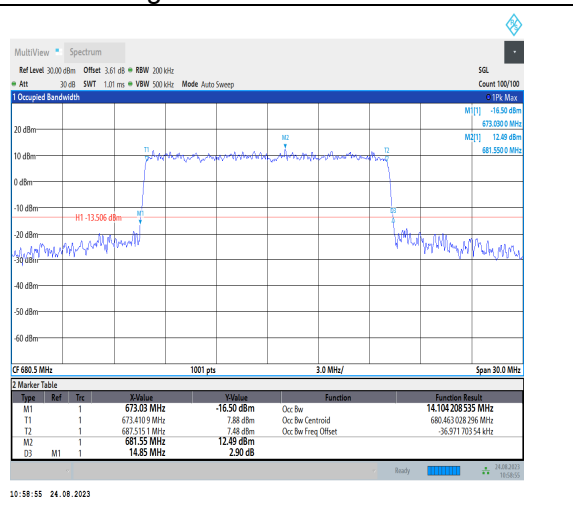 MultiView Spectrum
Ref Level 30.00 dBm Offset 3.61 dB RBW 200 kHz SGL
Att 30 dB SWT 1.01 ms VBW 500 kHz Mode Auto Sweep Count 100/100
1 Occupied Bandwidth 1Pk Max
M1[1] -16.50 dBm
673.030 0 MHz
M2[1] 12.49 dBm
681.550 0 MHz
20 dBm
M2
T1 T2
10 dBm
0 dBm
-10 dBm
D3
H1 -13.506 dBm M1
-20 dBm
-30 dBm
-40 dBm
-50 dBm
-60 dBm
CF 680.5 MHz 1001 pts 3.0 MHz/ Span 30.0 MHz
2 Marker Table
Type Ref Trc X-Value Y-Value Function Function Result
M1 1 673.03 MHz -16.50 dBm Occ Bw 14.104 208 535 MHz
T1 1 673.410 9 MHz 7.88 dBm Occ Bw Centroid 680.463 028 296 MHz
T2 1 687.515 1 MHz 7.48 dBm Occ Bw Freq Offset -36.971 703 54 kHz
M2 1 681.55 MHz 12.49 dBm
D3 M1 1 14.85 MHz 2.90 dB
Ready 24.08.2023
10:58:55
10:58:55 24.08.2023